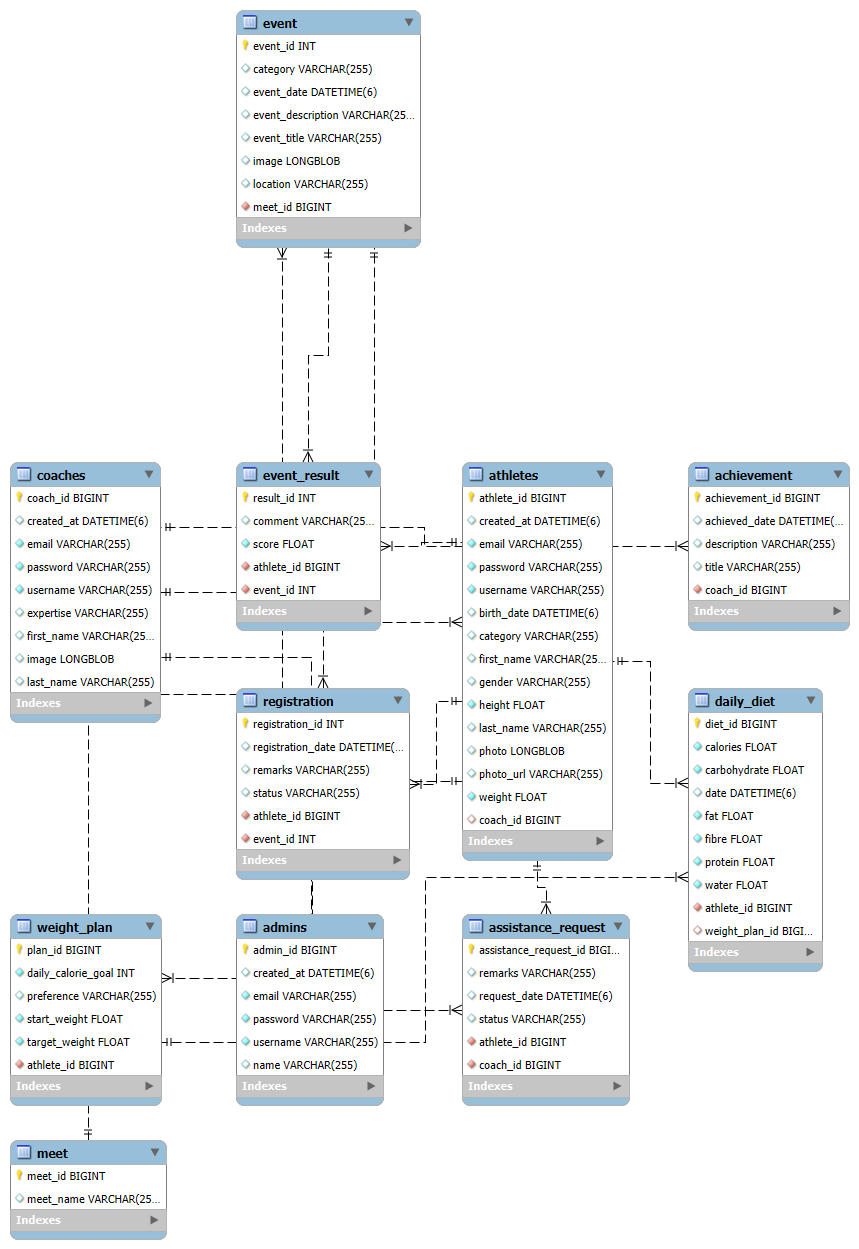 event
event_id INT
category VARCHAR(255)
event_date DATETIME(6)
event_description VARCHAR(25...
event_title VARCHAR(255)
image LONGBLOB
location VARCHAR(255)
meet_id BIGINT
Indexes
coaches
coach_id BIGINT
created_at DATETIME(6)
email VARCHAR(255)
password VARCHAR(255)
username VARCHAR(255)
expertise VARCHAR(255)
first_name VARCHAR(25...
image LONGBLOB
last_name VARCHAR(255)
Indexes
event_result
result_id INT
comment VARCHAR(25...
score FLOAT
athlete_id BIGINT
event_id INT
Indexes
athletes
athlete_id BIGINT
created_at DATETIME(6)
email VARCHAR(255)
password VARCHAR(255)
username VARCHAR(255)
birth_date DATETIME(6)
category VARCHAR(255)
first_name VARCHAR(25...
gender VARCHAR(255)
height FLOAT
last_name VARCHAR(255)
photo LONGBLOB
photo_url VARCHAR(255)
weight FLOAT
coach_id BIGINT
Indexes
achievement
achievement_id BIGINT
achieved_date DATETIME(...
description VARCHAR(255)
title VARCHAR(255)
coach_id BIGINT
Indexes
registration
registration_id INT
registration_date DATETIME(...
remarks VARCHAR(255)
status VARCHAR(255)
athlete_id BIGINT
event_id INT
Indexes
daily_diet
diet_id BIGINT
calories FLOAT
carbohydrate FLOAT
date DATETIME(6)
fat FLOAT
fibre FLOAT
protein FLOAT
water FLOAT
athlete_id BIGINT
weight_plan_id BIGI...
Indexes
weight_plan
plan_id BIGINT
daily_calorie_goal INT
preference VARCHAR(255)
start_weight FLOAT
target_weight FLOAT
athlete_id BIGINT
Indexes
admins
admin_id BIGINT
created_at DATETIME(6)
email VARCHAR(255)
password VARCHAR(255)
username VARCHAR(255)
name VARCHAR(255)
Indexes
assistance_request
assistance_request_id BIGI...
remarks VARCHAR(255)
request_date DATETIME(6)
status VARCHAR(255)
athlete_id BIGINT
coach_id BIGINT
Indexes
meet
meet_id BIGINT
meet_name VARCHAR(25...
Indexes